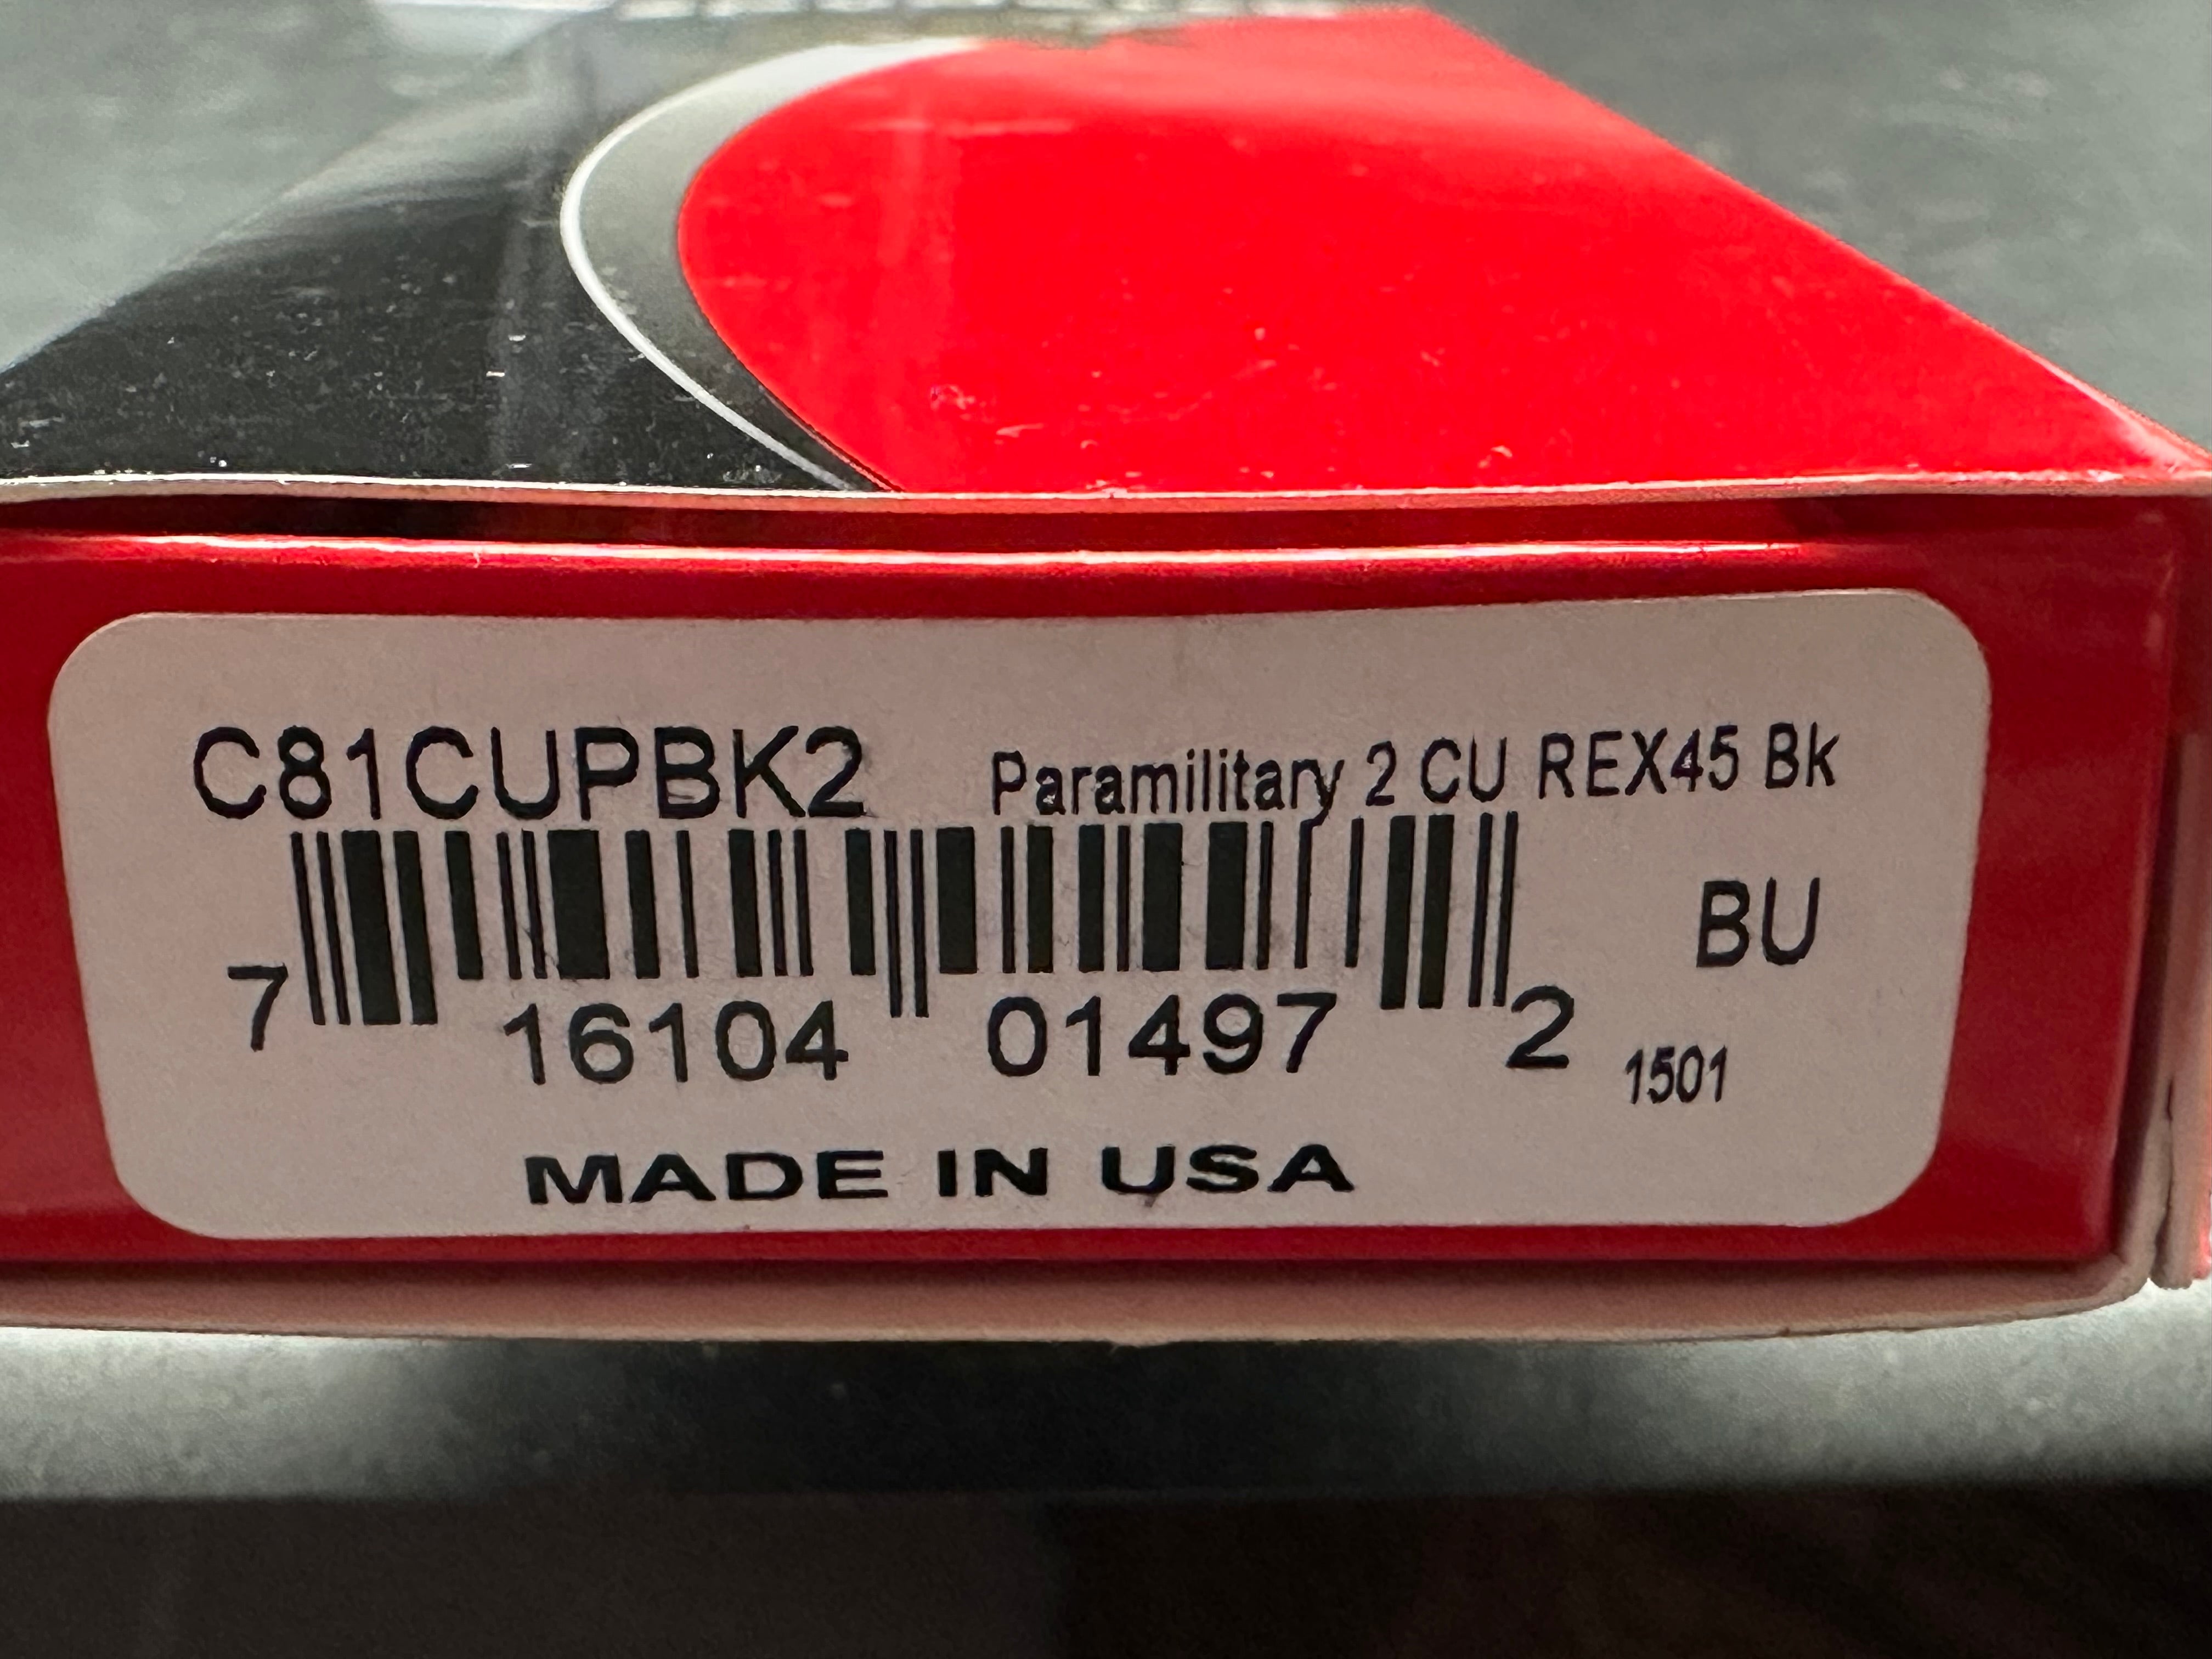 C81CUPBK2 Paramilitary 2 CU REX45 Bk
BU
7 16104 01497 2
1501
MADE IN USA